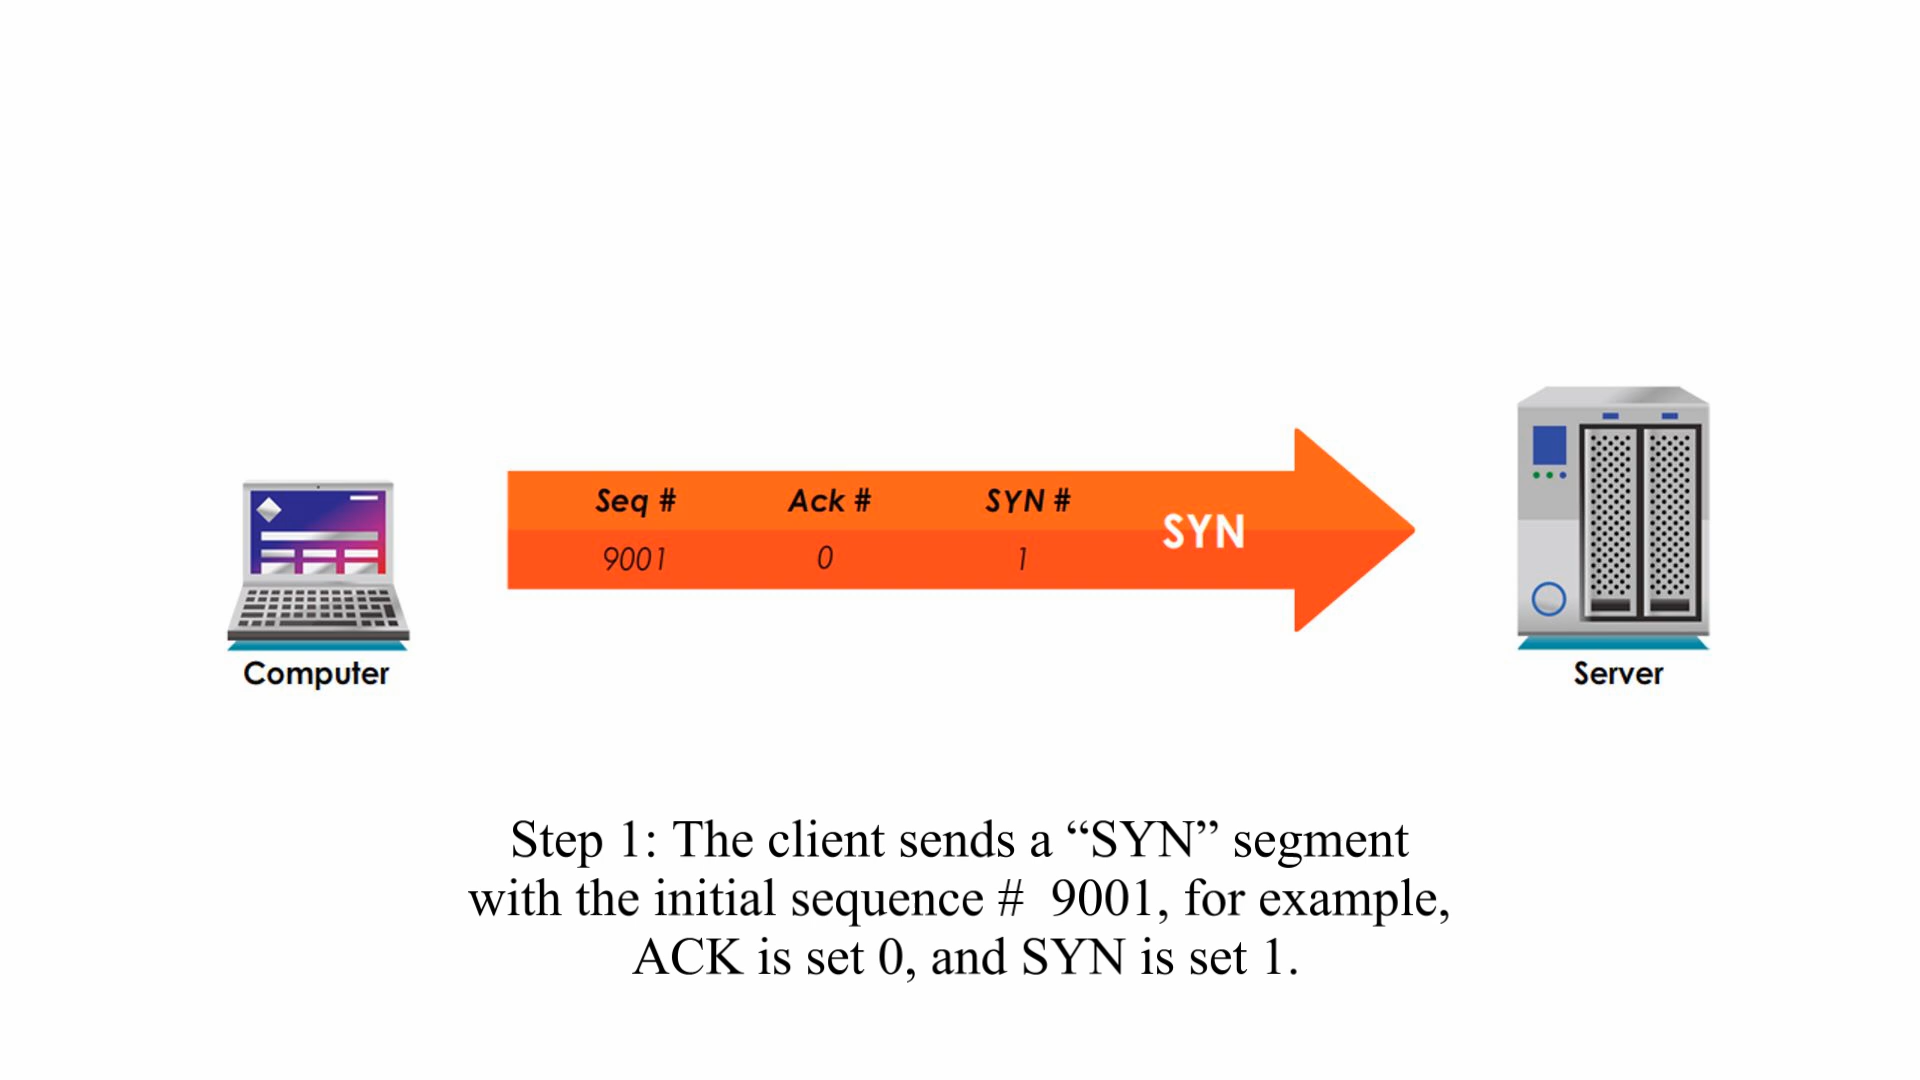 Seq # Ack # SYN #
9001 0 1
SYN
Computer
Server
Step 1: The client sends a “SYN” segment
with the initial sequence #  9001, for example,
ACK is set 0, and SYN is set 1.